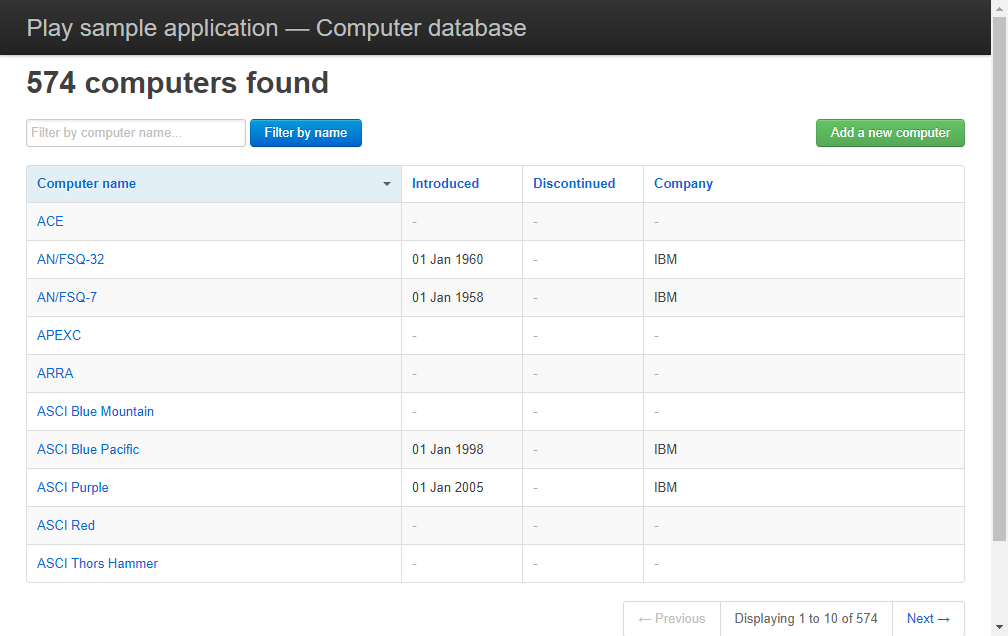 Play sample application — Computer database
574 computers found
Filter by computer name... Filter by name Add a new computer
Computer name Introduced Discontinued Company
ACE - - -
AN/FSQ-32 01 Jan 1960 - IBM
AN/FSQ-7 01 Jan 1958 - IBM
APEXC - - -
ARRA - - -
ASCI Blue Mountain - - -
ASCI Blue Pacific 01 Jan 1998 - IBM
ASCI Purple 01 Jan 2005 - IBM
ASCI Red - - -
ASCI Thors Hammer - - -
← Previous Displaying 1 to 10 of 574 Next →